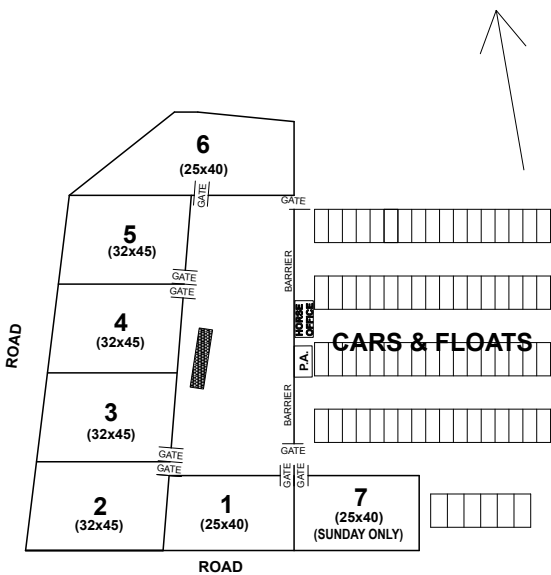 6
(25x40)
GATE
GATE
5
(32x45)
BARRIER
GATE
GATE
HORSE
OFFICE
CARS & FLOATS
4
(32x45)
P.A.
ROAD
3
(32x45)
BARRIER
GATE
GATE
GATE
GATE
GATE
2
(32x45)
1
(25x40)
7
(25x40)
(SUNDAY ONLY)
ROAD